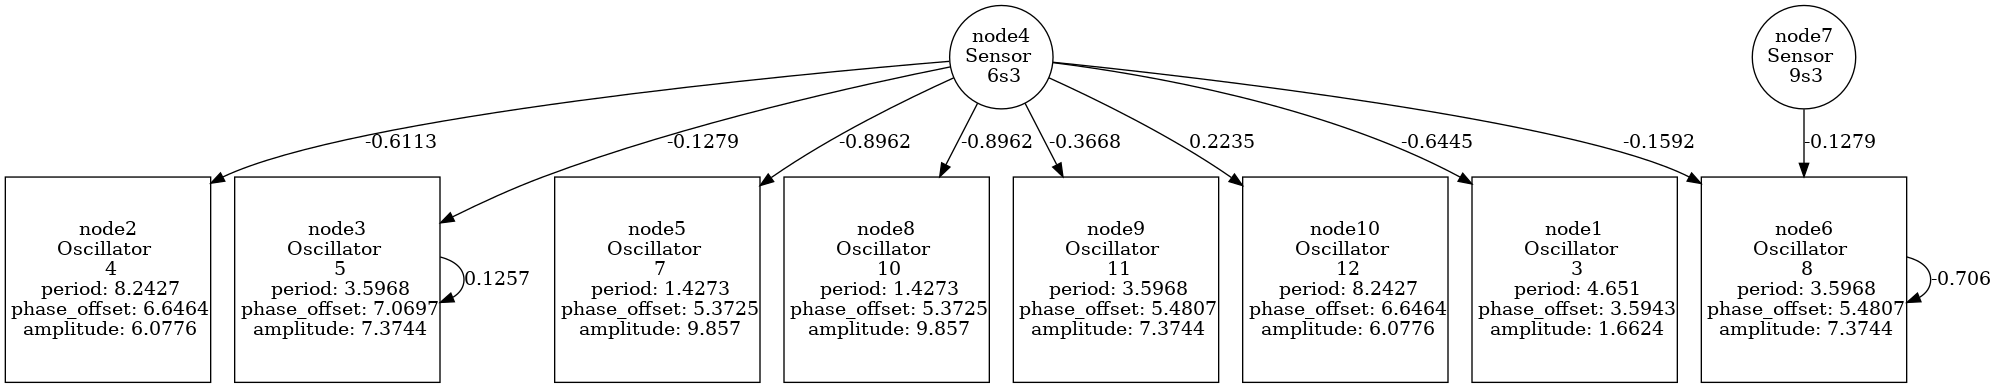 node4
Sensor
6s3
node7
Sensor
9s3
-0.6113
-0.1279
-0.8962
-0.8962
-0.3668
0.2235
-0.6445
-0.1592
-0.1279
node2
Oscillator
4
period: 8.2427
phase_offset: 6.6464
amplitude: 6.0776
node3
Oscillator
5
period: 3.5968
phase_offset: 7.0697
amplitude: 7.3744
0.1257
node5
Oscillator
7
period: 1.4273
phase_offset: 5.3725
amplitude: 9.857
node8
Oscillator
10
period: 1.4273
phase_offset: 5.3725
amplitude: 9.857
node9
Oscillator
11
period: 3.5968
phase_offset: 5.4807
amplitude: 7.3744
node10
Oscillator
12
period: 8.2427
phase_offset: 6.6464
amplitude: 6.0776
node1
Oscillator
3
period: 4.651
phase_offset: 3.5943
amplitude: 1.6624
node6
Oscillator
8
period: 3.5968
phase_offset: 5.4807
amplitude: 7.3744
-0.706